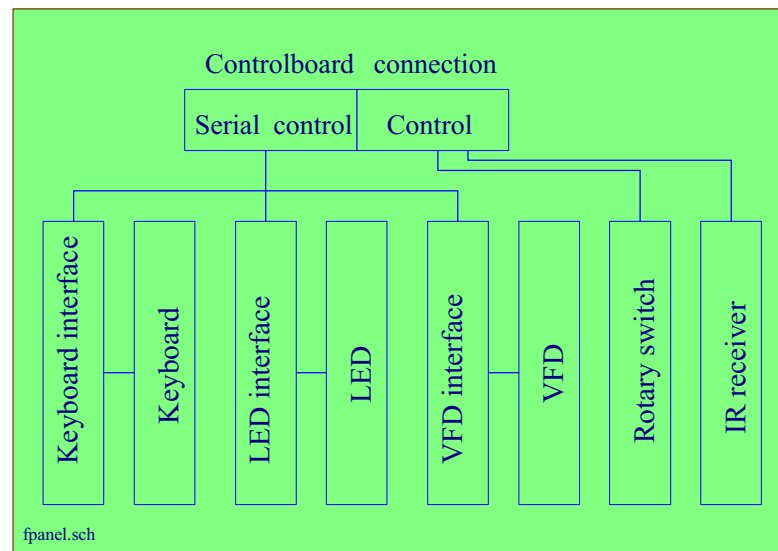 Controlboard connection
Serial control
Control
Keyboard interface
Keyboard
LED interface
LED
VFD interface
VFD
Rotary switch
IR receiver
fpanel.sch